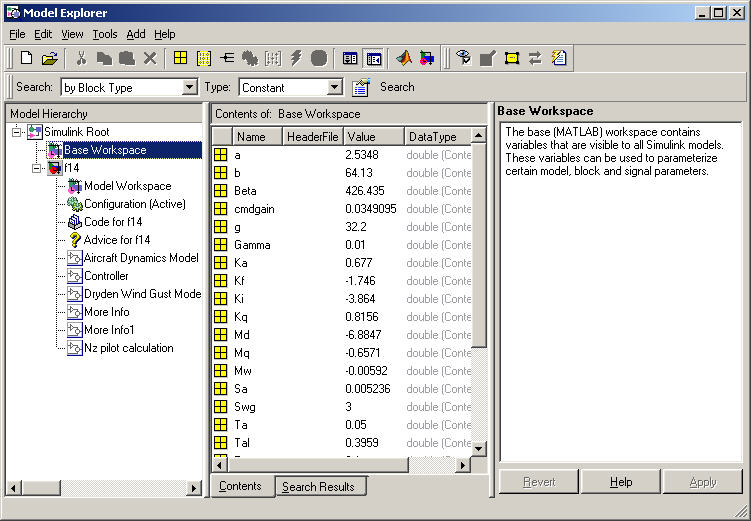 Model Explorer
File Edit View Tools Add Help
Search: by Block Type Type: Constant Search
Model Hierarchy
Simulink Root
Base Workspace
f14
Model Workspace
Configuration (Active)
Code for f14
Advice for f14
Aircraft Dynamics Model
Controller
Dryden Wind Gust Mode
More Info
More Info1
Nz pilot calculation
Contents of: Base Workspace
Name HeaderFile Value DataType
a 2.5348 double (Conte
b 64.13 double (Conte
Beta 426.435 double (Conte
cmdgain 0.0349095 double (Conte
g 32.2 double (Conte
Gamma 0.01 double (Conte
Ka 0.677 double (Conte
Kf -1.746 double (Conte
Ki -3.864 double (Conte
Kq 0.8156 double (Conte
Md -6.8847 double (Conte
Mq -0.6571 double (Conte
Mw -0.00592 double (Conte
Sa 0.005236 double (Conte
Swg 3 double (Conte
Ta 0.05 double (Conte
Tal 0.3959 double (Conte
Contents Search Results
Base Workspace
The base (MATLAB) workspace contains
variables that are visible to all Simulink models.
These variables can be used to parameterize
certain model, block and signal parameters.
Revert Help Apply